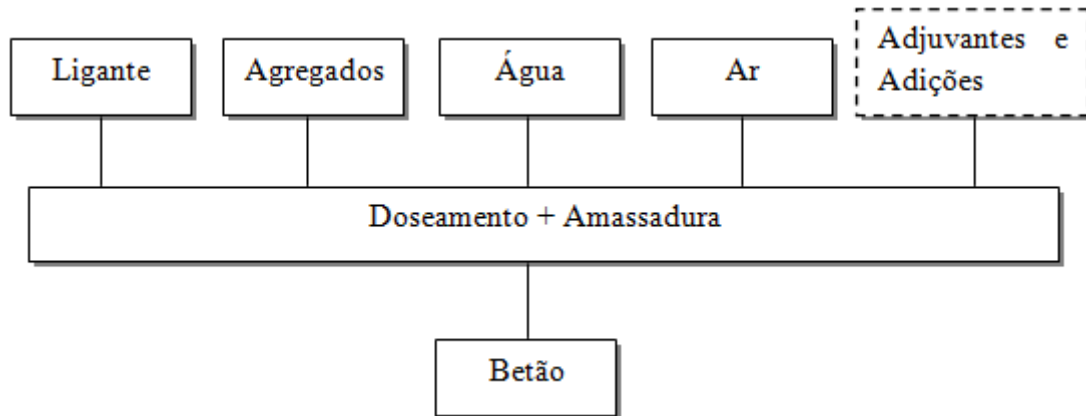 Ligante
Agregados
Água
Ar
Adjuvantes e
Adições
Doseamento + Amassadura
Betão